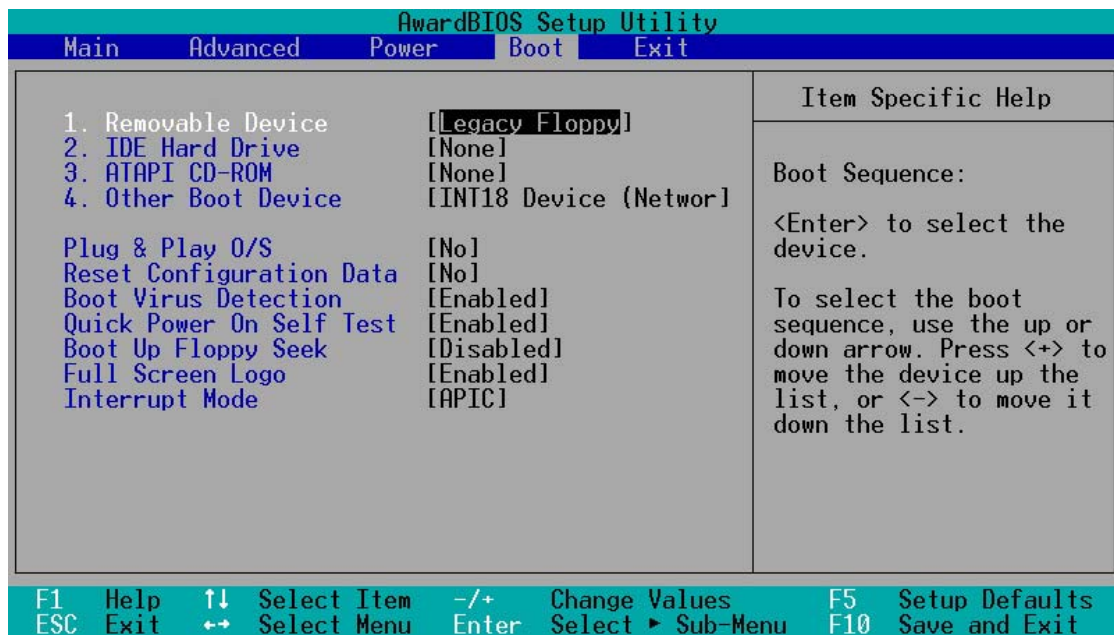 AwardBIOS Setup Utility
Main Advanced Power Boot Exit
1. Removable Device [Legacy Floppy]
2. IDE Hard Drive [None]
3. ATAPI CD-ROM [None]
4. Other Boot Device [INT18 Device (Networ]
Plug & Play O/S [No]
Reset Configuration Data [No]
Boot Virus Detection [Enabled]
Quick Power On Self Test [Enabled]
Boot Up Floppy Seek [Disabled]
Full Screen Logo [Enabled]
Interrupt Mode [APIC]
Item Specific Help
Boot Sequence:
<Enter> to select the
device.
To select the boot
sequence, use the up or
down arrow. Press <+> to
move the device up the
list, or <-> to move it
down the list.
F1 Help ↑↓ Select Item -/+ Change Values F5 Setup Defaults
ESC Exit ←→ Select Menu Enter Select ► Sub-Menu F10 Save and Exit